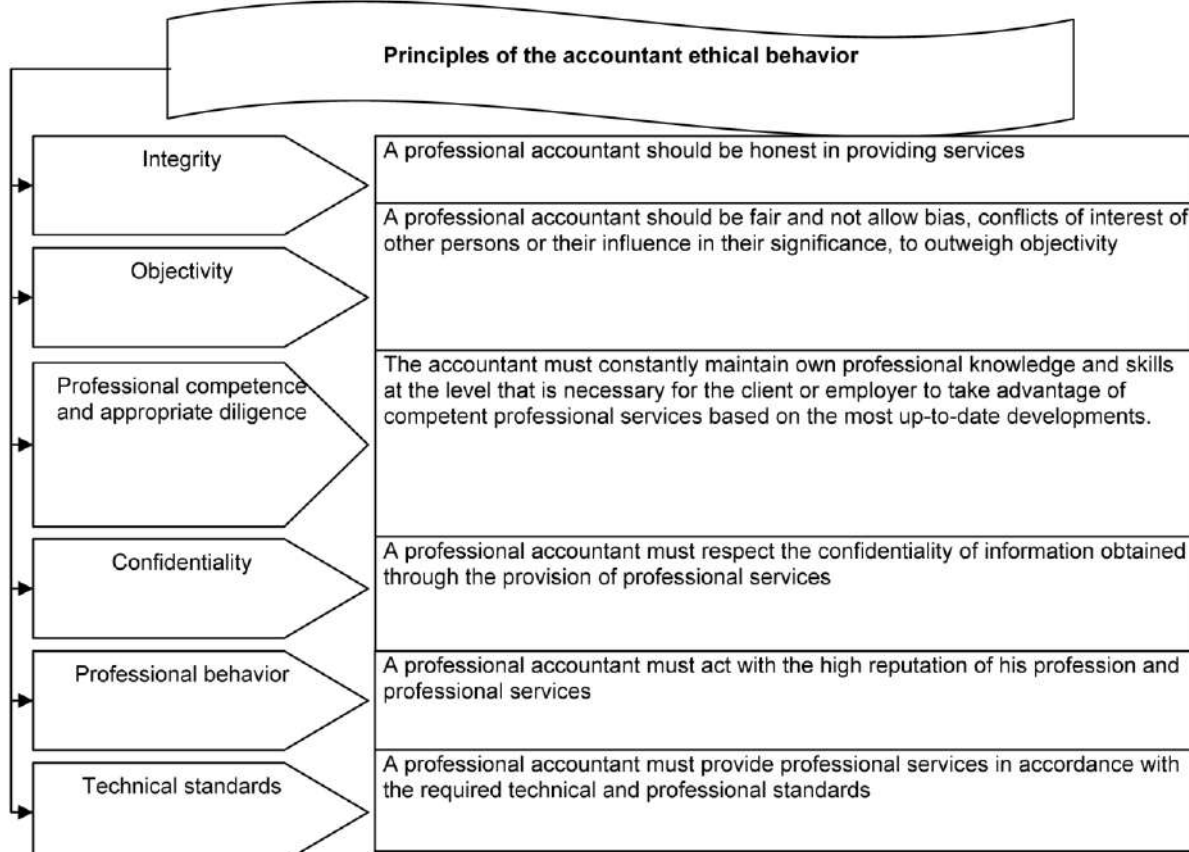 Principles of the accountant ethical behavior
Integrity
A professional accountant should be honest in providing services
Objectivity
A professional accountant should be fair and not allow bias, conflicts of interest of
other persons or their influence in their significance, to outweigh objectivity
Professional competence
and appropriate diligence
The accountant must constantly maintain own professional knowledge and skills
at the level that is necessary for the client or employer to take advantage of
competent professional services based on the most up-to-date developments.
Confidentiality
A professional accountant must respect the confidentiality of information obtained
through the provision of professional services
Professional behavior
A professional accountant must act with the high reputation of his profession and
professional services
Technical standards
A professional accountant must provide professional services in accordance with
the required technical and professional standards